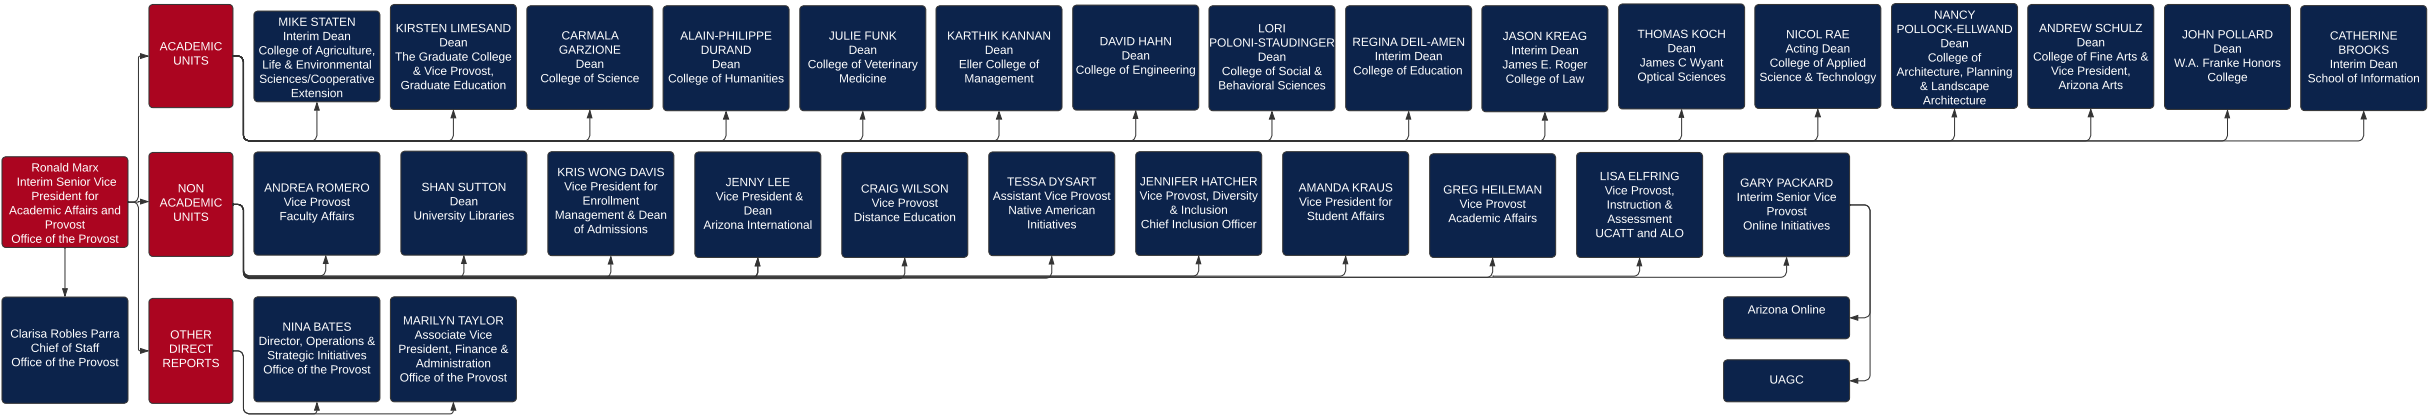 Ronald Marx
Interim Senior Vice
President for
Academic Affairs and
Provost
Office of the Provost
Clarisa Robles Parra
Chief of Staff
Office of the Provost
ACADEMIC
UNITS
MIKE STATEN
Interim Dean
College of Agriculture,
Life & Environmental
Sciences/Cooperative
Extension
KIRSTEN LIMESAND
Dean
The Graduate College
& Vice Provost,
Graduate Education
CARMALA
GARZIONE
Dean
College of Science
ALAIN-PHILIPPE
DURAND
Dean
College of Humanities
JULIE FUNK
Dean
College of Veterinary
Medicine
KARTHIK KANNAN
Dean
Eller College of
Management
DAVID HAHN
Dean
College of Engineering
LORI
POLONI-STAUDINGER
Dean
College of Social &
Behavioral Sciences
REGINA DEIL-AMEN
Interim Dean
College of Education
JASON KREAG
Interim Dean
James E. Roger
College of Law
THOMAS KOCH
Dean
James C Wyant
Optical Sciences
NICOL RAE
Acting Dean
College of Applied
Science & Technology
NANCY
POLLOCK-ELLWAND
Dean
College of
Architecture, Planning
& Landscape
Architecture
ANDREW SCHULZ
Dean
College of Fine Arts &
Vice President,
Arizona Arts
JOHN POLLARD
Dean
W.A. Franke Honors
College
CATHERINE
BROOKS
Interim Dean
School of Information
NON
ACADEMIC
UNITS
ANDREA ROMERO
Vice Provost
Faculty Affairs
SHAN SUTTON
Dean
University Libraries
KRIS WONG DAVIS
Vice President for
Enrollment
Management & Dean
of Admissions
JENNY LEE
Vice President &
Dean
Arizona International
CRAIG WILSON
Vice Provost
Distance Education
TESSA DYSART
Assistant Vice Provost
Native American
Initiatives
JENNIFER HATCHER
Vice Provost, Diversity
& Inclusion
Chief Inclusion Officer
AMANDA KRAUS
Vice President for
Student Affairs
GREG HEILEMAN
Vice Provost
Academic Affairs
LISA ELFRING
Vice Provost,
Instruction &
Assessment
UCATT and ALO
GARY PACKARD
Interim Senior Vice
Provost
Online Initiatives
Arizona Online
UAGC
OTHER
DIRECT
REPORTS
NINA BATES
Director, Operations &
Strategic Initiatives
Office of the Provost
MARILYN TAYLOR
Associate Vice
President, Finance &
Administration
Office of the Provost